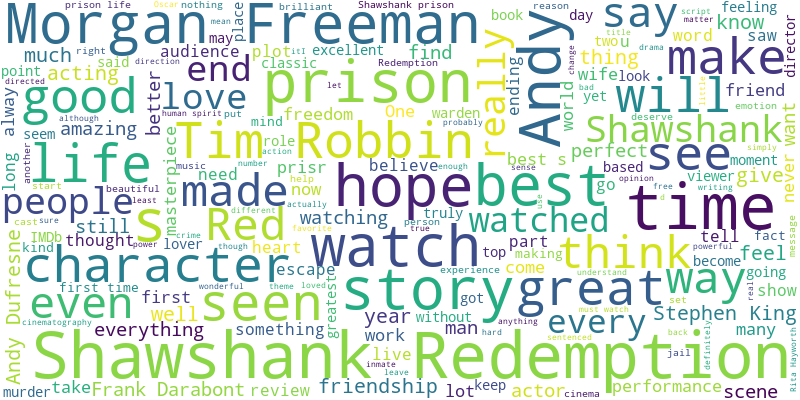 prison life
Oscar
nothing
brilliant
Shawshank prison
reason
script
Morgan Freeman
say
feeling
mean
right
may
place
Redemption
book
day
matter
director
direction
it
know
saw
much
audience
plot
excellent
find
Andy
two
u
said
end
classic
word
make
point
acting
drama
always
better
love
really
ending
change
thing
look
wife
good
prison
will
friend
directed
let
world
yet
bad
emotion
human spirit
put
freedom
One
warden
although
probably
little
seem
amazing
mind
role
action
Tim Robbin
Shawshank
deserve
simply
long
another
masterpiece
music
number
enough
best s
perfect
moment
life
need
prisr
believe
sense
see
based
viewer
never want
start
beautiful
made
help
now
hope
best
go
opinion
free
writing
give
people
least
different
actually
person
true
time
d
message
cast
sure
s
Red
watching
truly
watched
use
IMDb
still
crime
though
favorite
watch
part
think
tell
fact
kind
power
thought
lover
heart
top
making
way
become
powerful
Andy Dufresne
character
escape
story
come
great
feel
going
first time
wonderful
theme
loved
experience
understand
set
show
even
first
seen
greatest
year
got
without
every
Stephen King
cinematography
well
must watch
real
many
everything
something
work
man
hard
anything
sentenced
back
Shawshank Redemption
live
inmate
leave
jail
definitely
Rita Hayworth
murder
take
Frank Darabont
review
friendship
lot
keep
actor
cinema
performance
scene